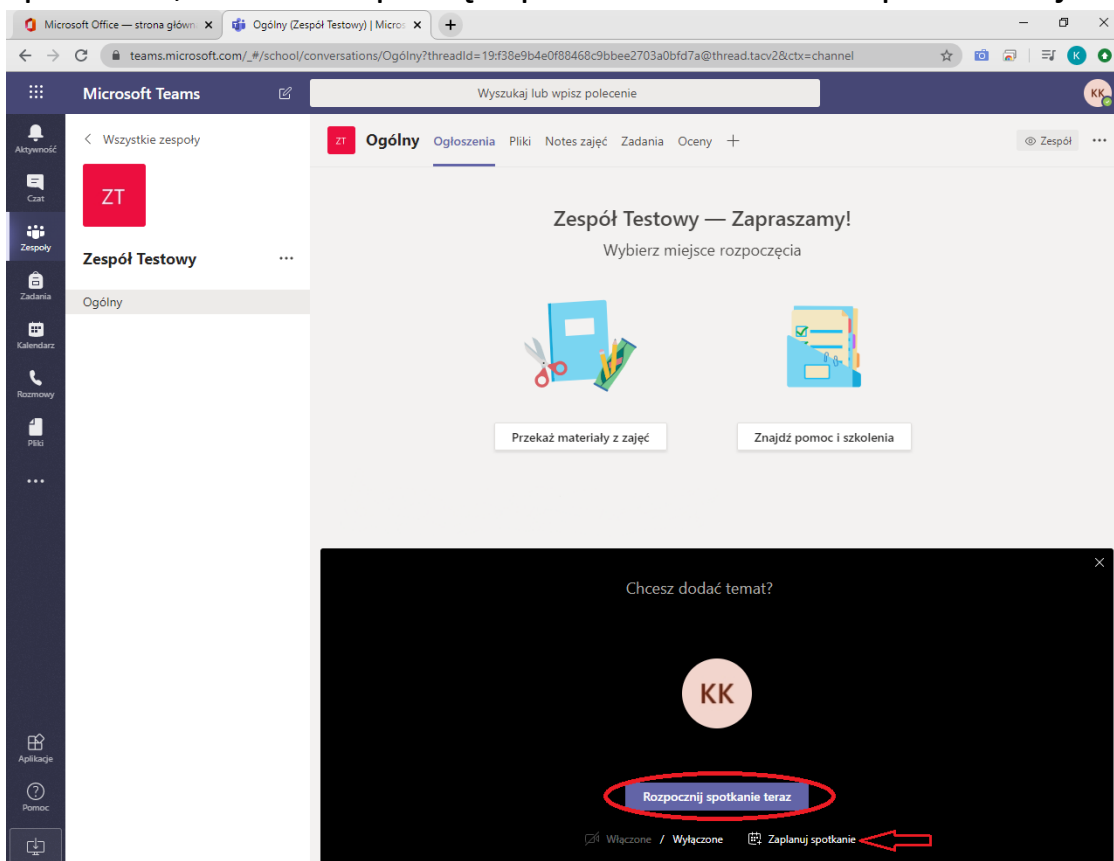 Microsoft Office — strona główn
Ogólny (Zespół Testowy) | Micros
teams.microsoft.com/_#/school/conversations/Ogólny?threadId=19:f38e9b4e0f88468c9bbee2703a0bfd7a@thread.tacv2&ctx=channel
K
Microsoft Teams
Wyszukaj lub wpisz polecenie
KK
Aktywność
Czat
Zespoły
Zadania
Kalendarz
Rozmowy
Pliki
Aplikacje
Pomoc
Wszystkie zespoły
ZT
Zespół Testowy
Ogólny
ZT Ogólny Ogłoszenia Pliki Notes zajęć Zadania Oceny
Zespół
Zespół Testowy — Zapraszamy!
Wybierz miejsce rozpoczęcia
Przekaż materiały z zajęć
Znajdź pomoc i szkolenia
Chcesz dodać temat?
KK
Rozpocznij spotkanie teraz
Włączone / Wyłączone
Zaplanuj spotkanie